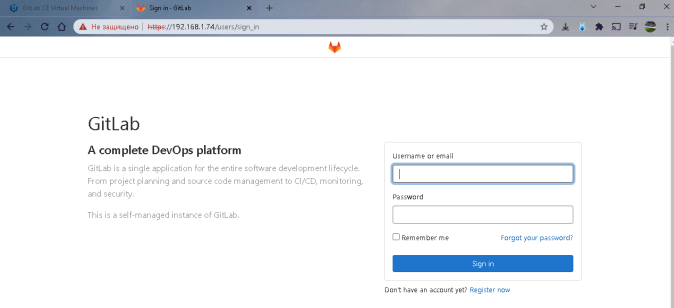 GitLab CE Virtual Machines
Sign in · GitLab
Не защищено | https://192.168.1.74/users/sign_in
GitLab
A complete DevOps platform
GitLab is a single application for the entire software development lifecycle.
From project planning and source code management to CI/CD, monitoring,
and security.
This is a self-managed instance of GitLab.
Username or email
Password
Remember me
Forgot your password?
Sign in
Don't have an account yet? Register now